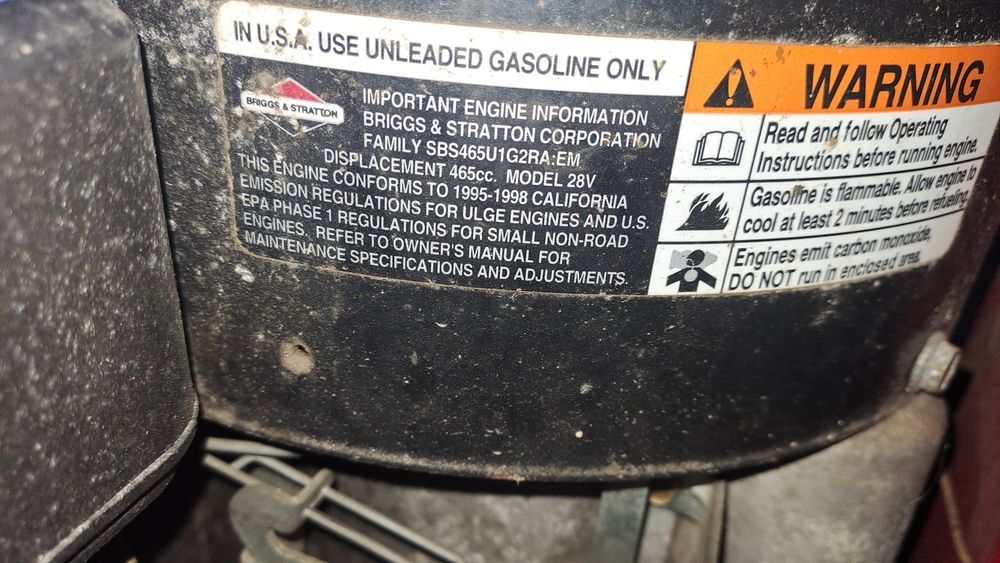 IN U.S.A. USE UNLEADED GASOLINE ONLY
BRIGGS & STRATTON
IMPORTANT ENGINE INFORMATION
BRIGGS & STRATTON CORPORATION
FAMILY SBS465U1G2RA:EM
DISPLACEMENT 465cc. MODEL 28V
THIS ENGINE CONFORMS TO 1995-1998 CALIFORNIA
EMISSION REGULATIONS FOR ULGE ENGINES AND U.S.
EPA PHASE 1 REGULATIONS FOR SMALL NON-ROAD
ENGINES. REFER TO OWNER'S MANUAL FOR
MAINTENANCE SPECIFICATIONS AND ADJUSTMENTS.
WARNING
Read and follow Operating
Instructions before running engine.
Gasoline is flammable. Allow engine to
cool at least 2 minutes before refueling.
Engines emit carbon monoxide,
DO NOT run in enclosed area.